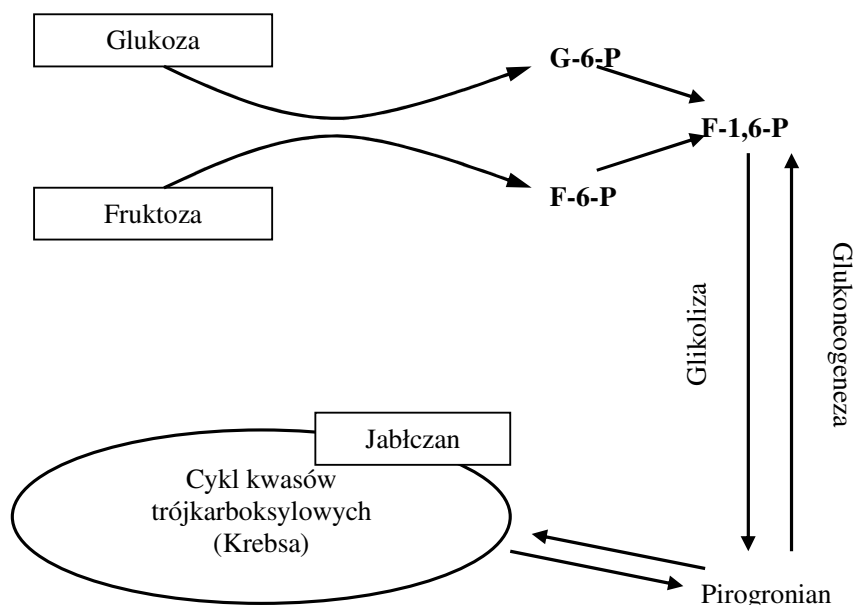 Glukoza
G-6-P
F-1,6-P
Fruktoza
F-6-P
Glikoliza
Glukoneogeneza
Jabłczan
Cykl kwasów
trójkarboksylowych
(Krebsa)
Pirogronian